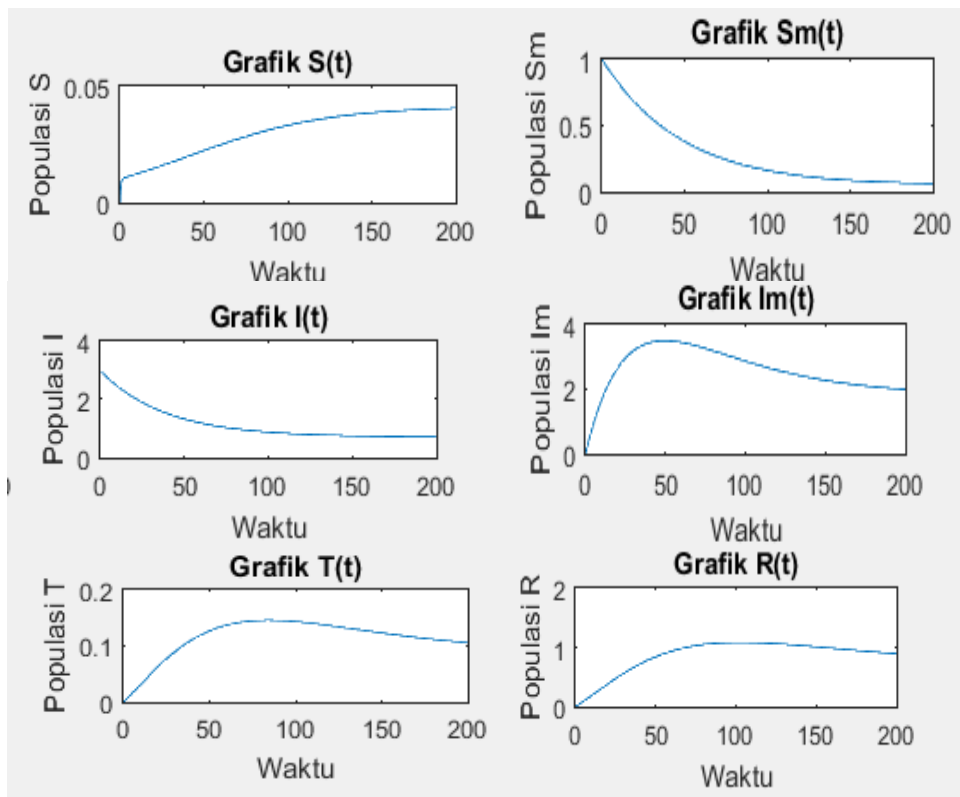 Grafik S(t)
Populasi S
0.05
0
0 50 100 150 200
Waktu
Grafik Sm(t)
Populasi Sm
1
0.5
0
0 50 100 150 200
Waktu
Grafik I(t)
Populasi I
4
2
0
0 50 100 150 200
Waktu
Grafik Im(t)
Populasi Im
4
2
0
0 50 100 150 200
Waktu
Grafik T(t)
Populasi T
0.2
0.1
0
0 50 100 150 200
Waktu
Grafik R(t)
Populasi R
2
1
0
0 50 100 150 200
Waktu